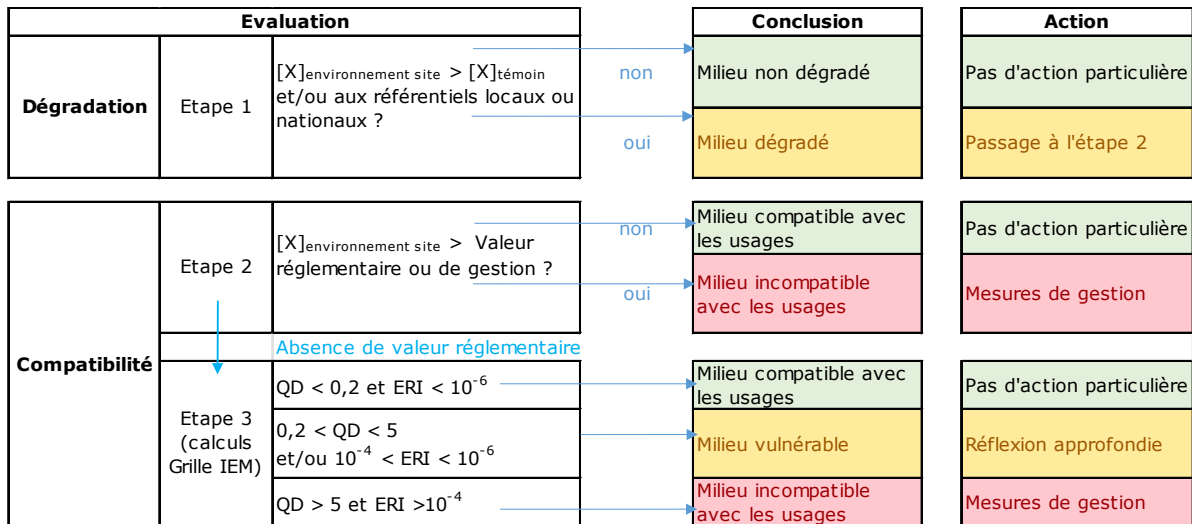 Evaluation Conclusion Action
Dégradation
Etape 1
[X]environnement site > [X]témoin
et/ou aux référentiels locaux ou
nationaux ?
non
Milieu non dégradé
Pas d'action particulière
oui
Milieu dégradé
Passage à l'étape 2
Compatibilité
Etape 2
[X]environnement site > Valeur
réglementaire ou de gestion ?
non
Milieu compatible avec
les usages
Pas d'action particulière
oui
Milieu incompatible
avec les usages
Mesures de gestion
Absence de valeur réglementaire
Etape 3
(calculs
Grille IEM)
QD < 0,2 et ERI < 10-6
Milieu compatible avec
les usages
Pas d'action particulière
0,2 < QD < 5
et/ou 10-4 < ERI < 10-6
Milieu vulnérable
Réflexion approfondie
QD > 5 et ERI >10-4
Milieu incompatible
avec les usages
Mesures de gestion